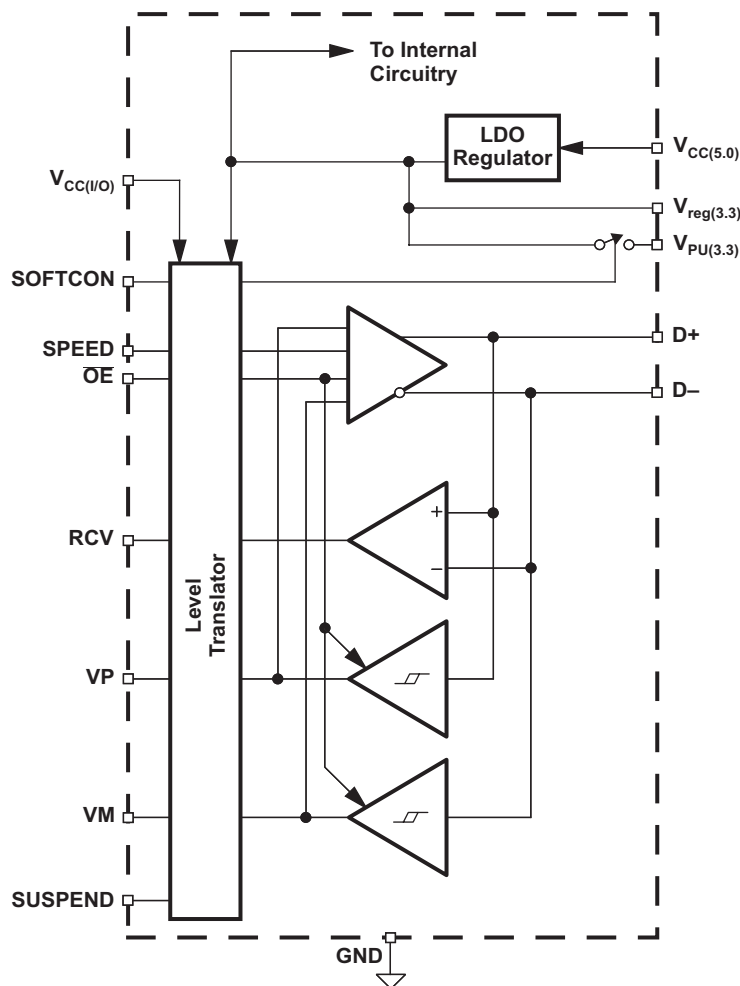 To Internal
Circuitry
LDO
Regulator
VCC(5.0)
VCC(I/O)
Vreg(3.3)
VPU(3.3)
SOFTCON
SPEED
D+
OE
D–
+
RCV
–
Level
Translator
VP
VM
SUSPEND
GND